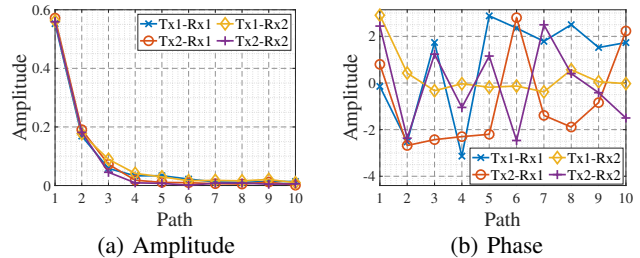 0.6
0.4
0.2
0
Amplitude
Tx1-Rx1 Tx1-Rx2
Tx2-Rx1 Tx2-Rx2
1 2 3 4 5 6 7 8 9 10
Path
(a) Amplitude
2
0
-2
-4
Amplitude
Tx1-Rx1 Tx1-Rx2
Tx2-Rx1 Tx2-Rx2
1 2 3 4 5 6 7 8 9 10
Path
(b) Phase